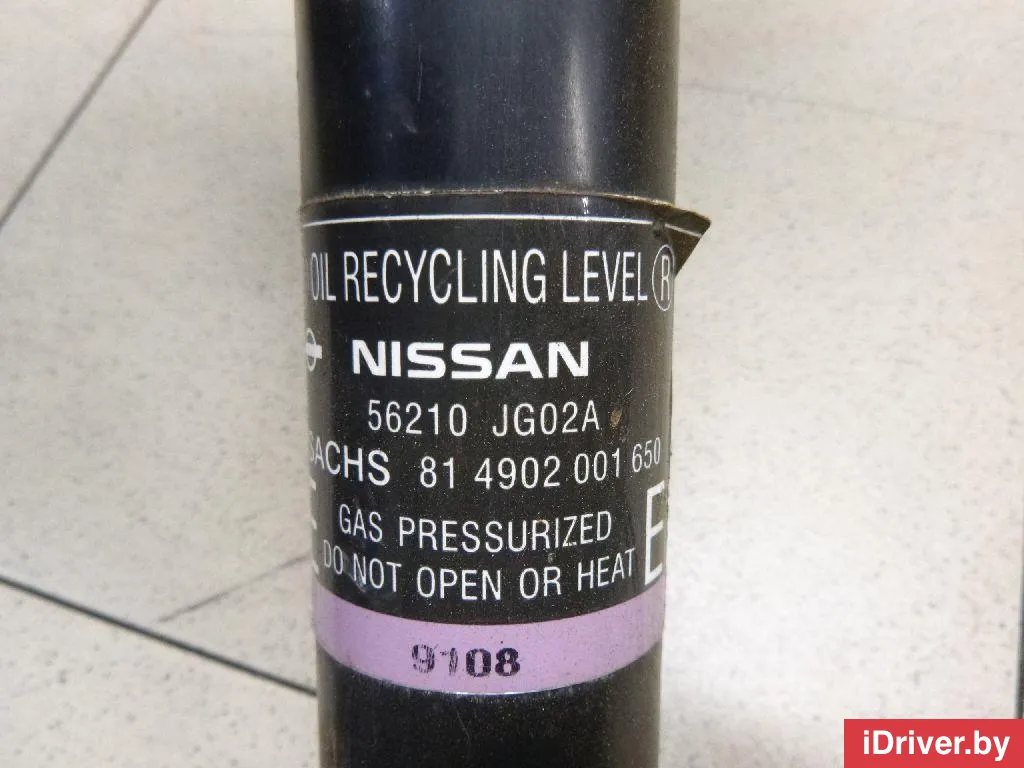 OIL RECYCLING LEVEL Ⓡ
NISSAN
56210 JG02A
SACHS 81 4902 001 650
E GAS PRESSURIZED E
DO NOT OPEN OR HEAT
9108
iDriver.by